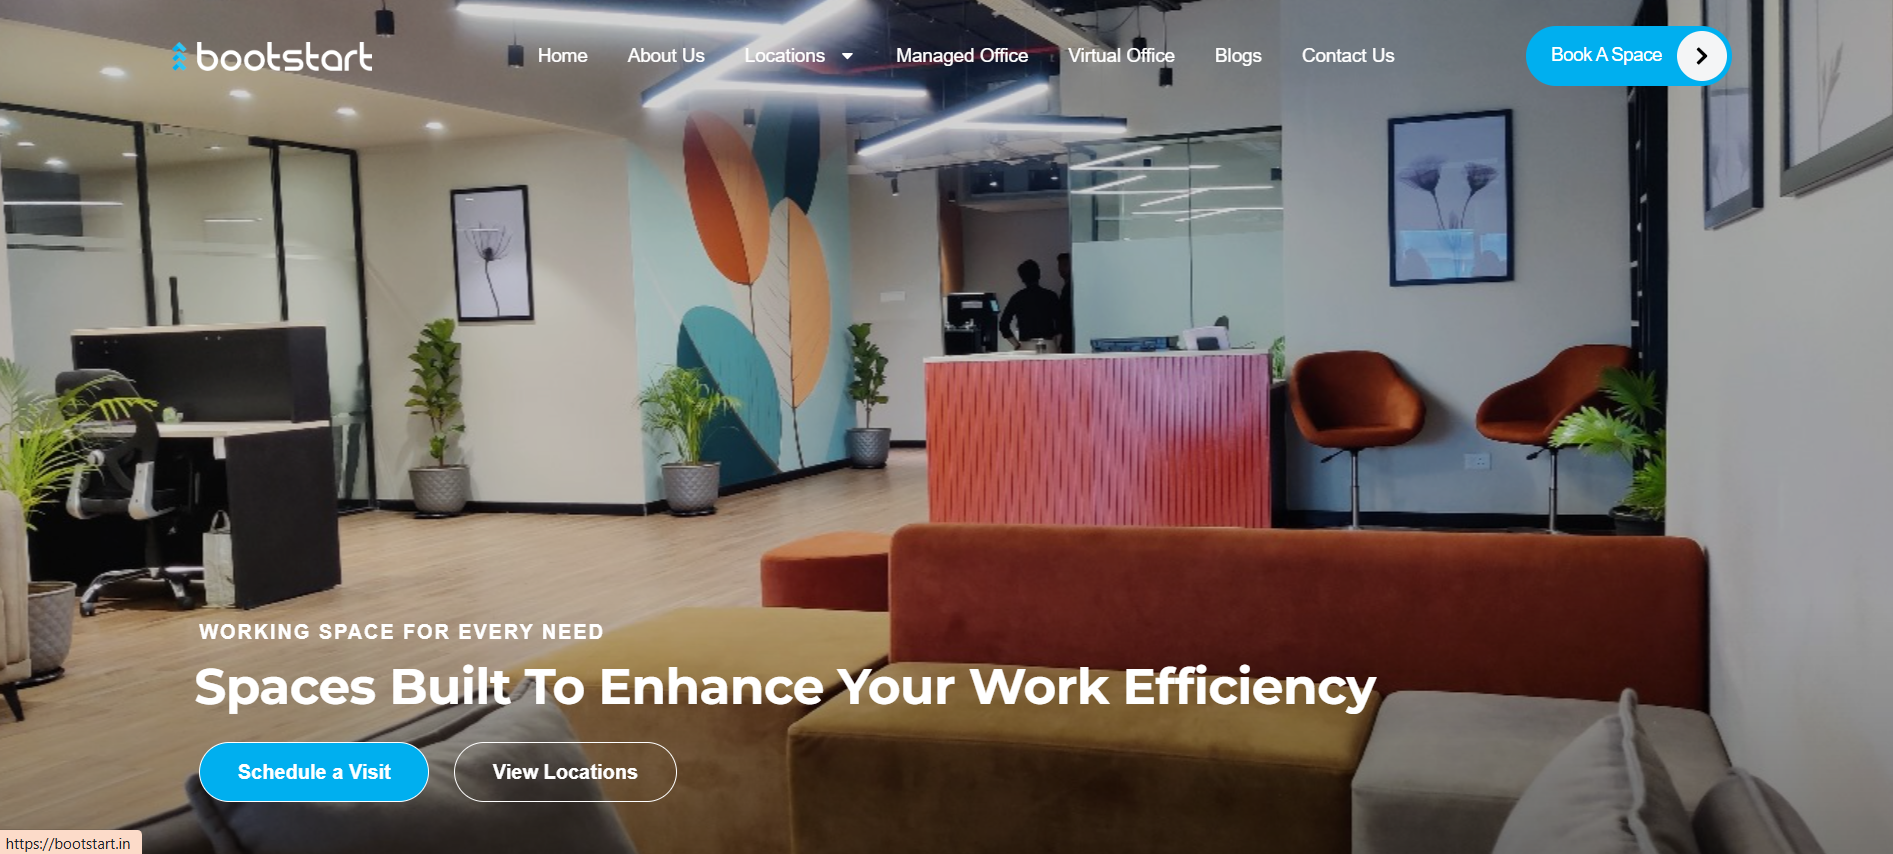 bootstart
Home About Us Locations Managed Office Virtual Office Blogs Contact Us
Book A Space
WORKING SPACE FOR EVERY NEED
Spaces Built To Enhance Your Work Efficiency
Schedule a Visit View Locations
https://bootstart.in